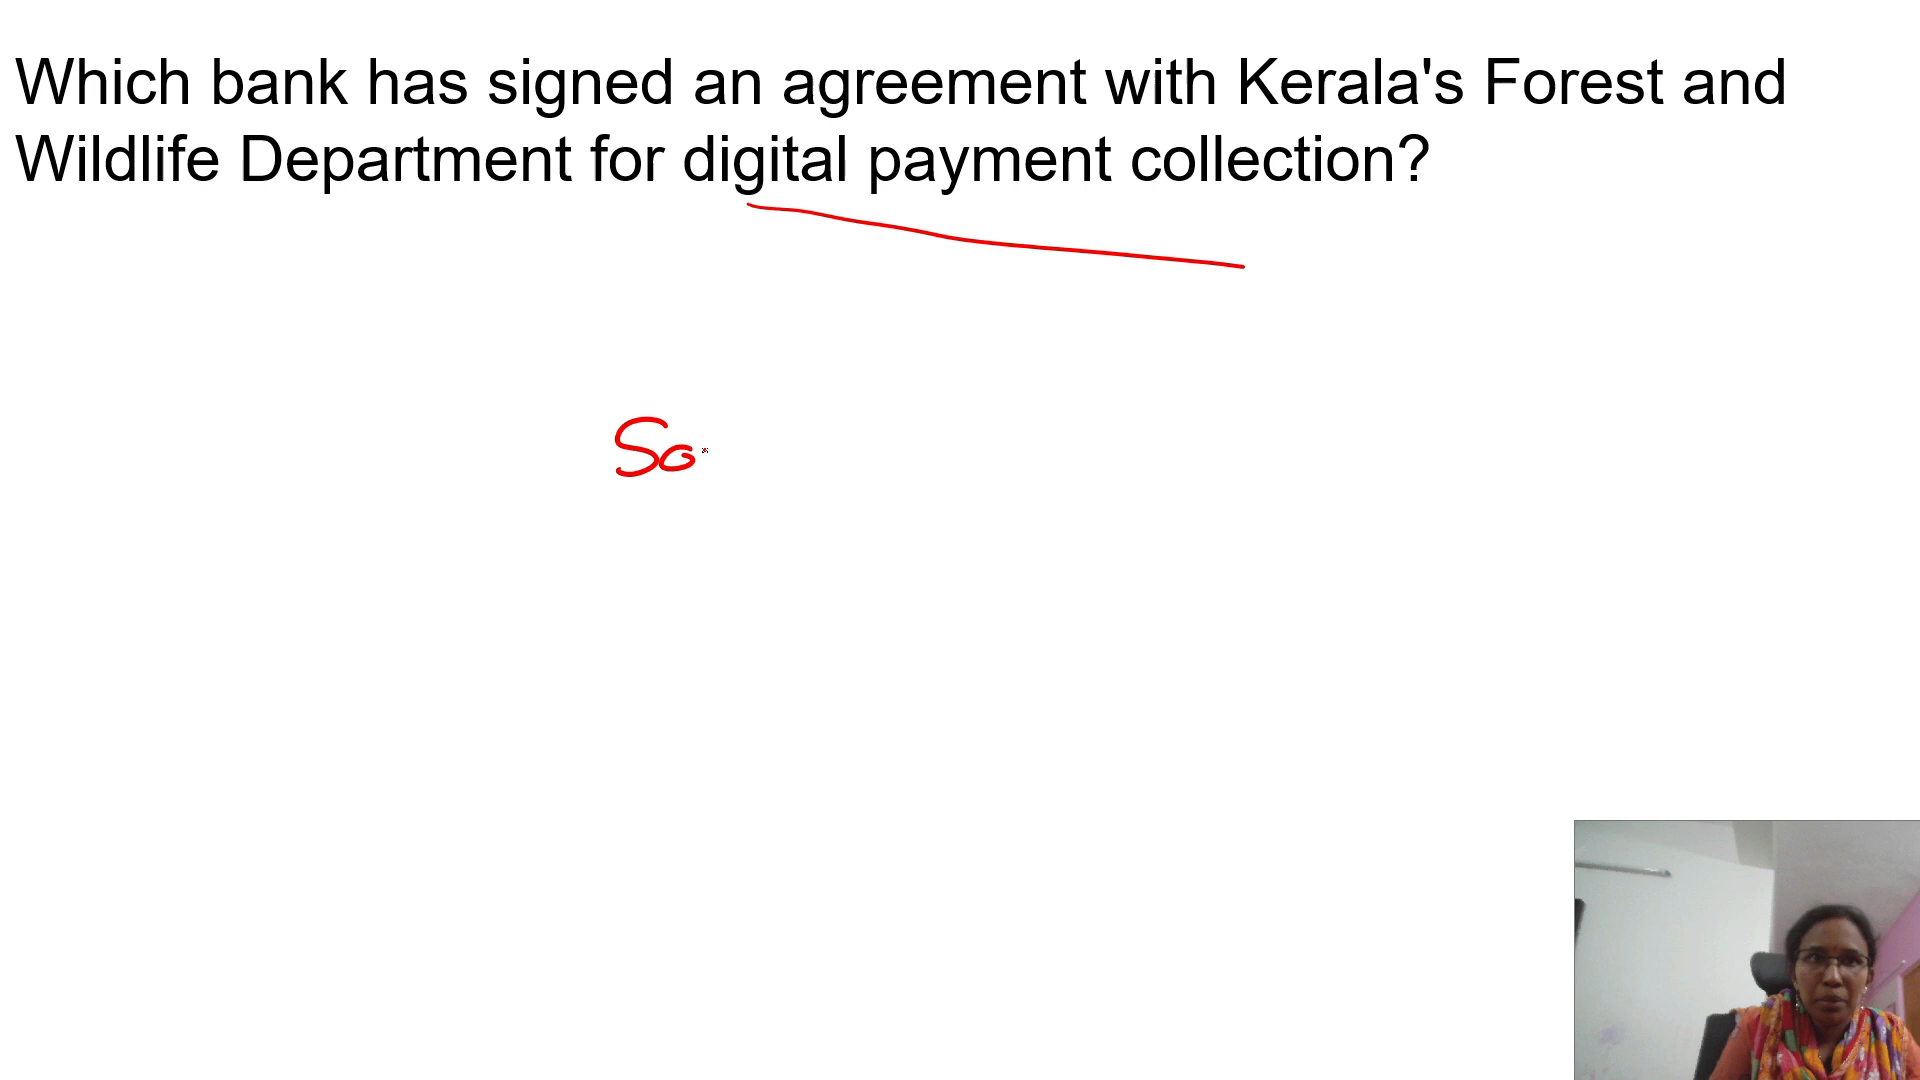 Which bank has signed an agreement with Kerala's Forest and
Wildlife Department for digital payment collection?
So